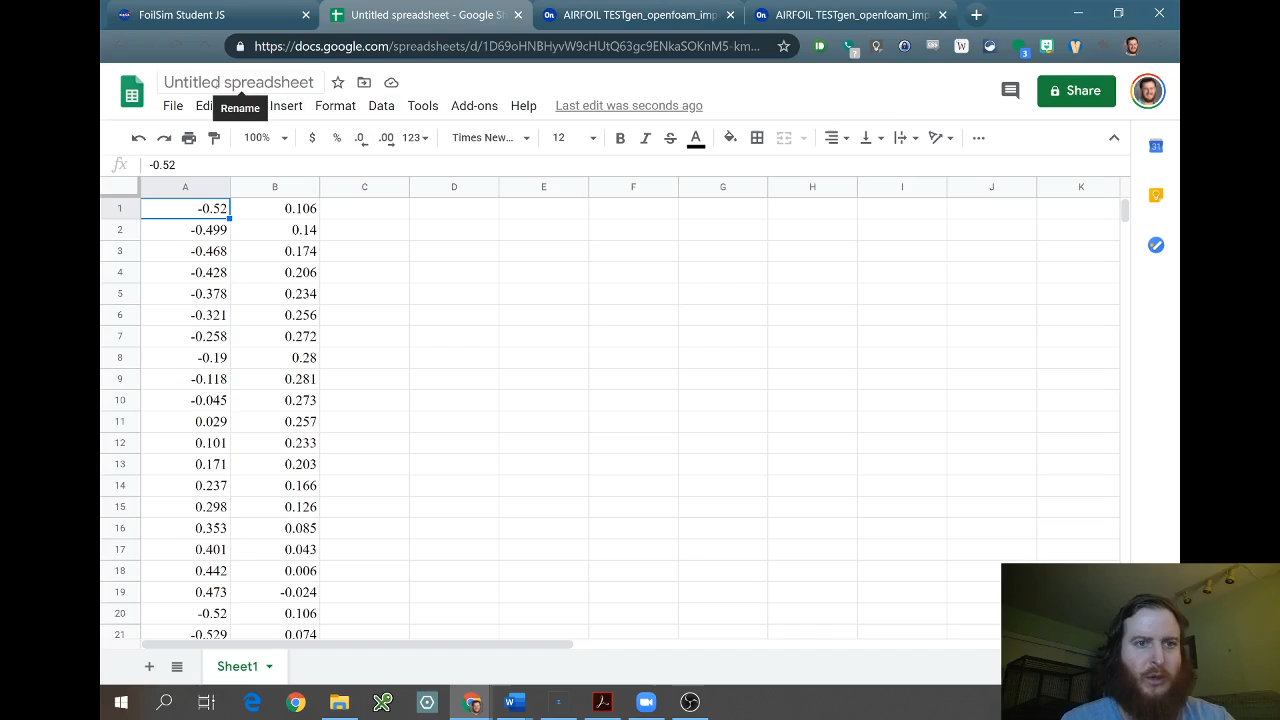 FoilSim Student JS
Untitled spreadsheet - Google Sh
AIRFOIL TESTgen_openfoam_imp
AIRFOIL TESTgen_openfoam_imp
https://docs.google.com/spreadsheets/d/1D69oHNBHyvW9cHUtQ63gc9ENkaSOKnM5-km...
7
3
Untitled spreadsheet
Share
File Edi Insert Format Data Tools Add-ons Help Last edit was seconds ago
Rename
100% $ % .0 .00 123 Times New... 12 B I S A
fx -0.52
31
A B C D E F G H I J K
1 -0.52 0.106
2 -0.499 0.14
3 -0.468 0.174
4 -0.428 0.206
5 -0.378 0.234
6 -0.321 0.256
7 -0.258 0.272
8 -0.19 0.28
9 -0.118 0.281
10 -0.045 0.273
11 0.029 0.257
12 0.101 0.233
13 0.171 0.203
14 0.237 0.166
15 0.298 0.126
16 0.353 0.085
17 0.401 0.043
18 0.442 0.006
19 0.473 -0.024
20 -0.52 0.106
21 -0.529 0.074
Sheet1